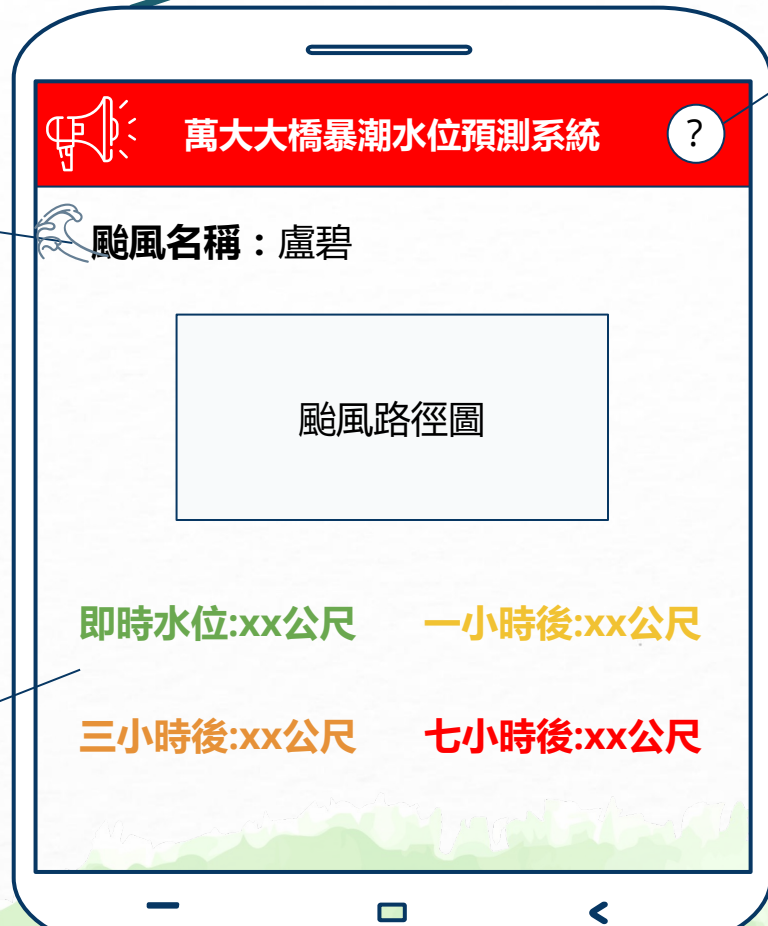 萬大大橋暴潮水位預測系統
?
颱風名稱：盧碧
颱風路徑圖
即時水位:xx公尺 一小時後:xx公尺
三小時後:xx公尺 七小時後:xx公尺